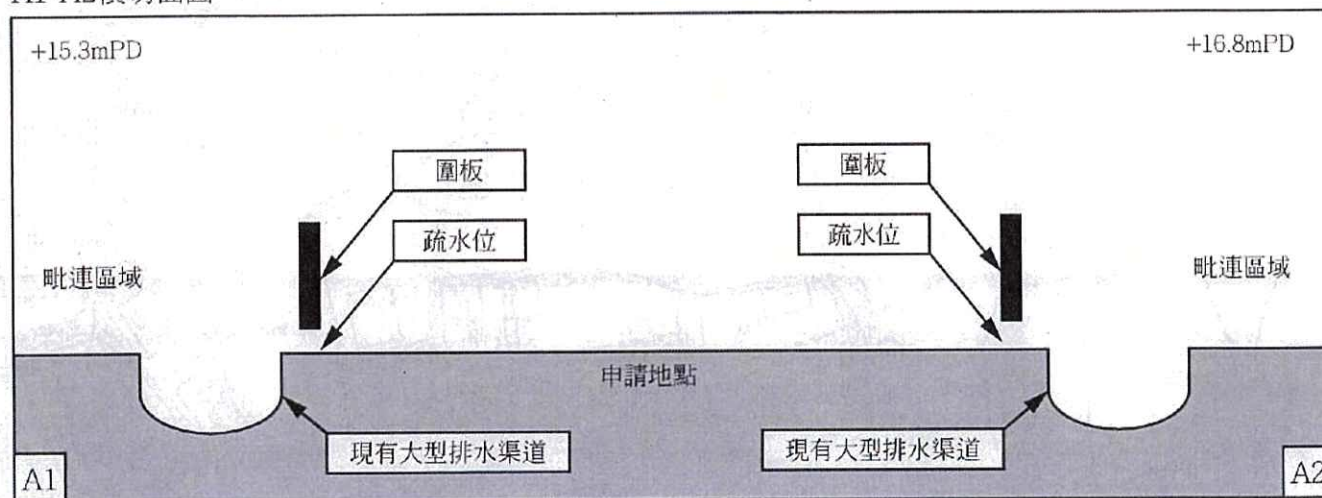 +15.3mPD
+16.8mPD
圍板
圍板
疏水位
疏水位
毗連區域
毗連區域
申請地點
現有大型排水渠道
現有大型排水渠道
A1
A2